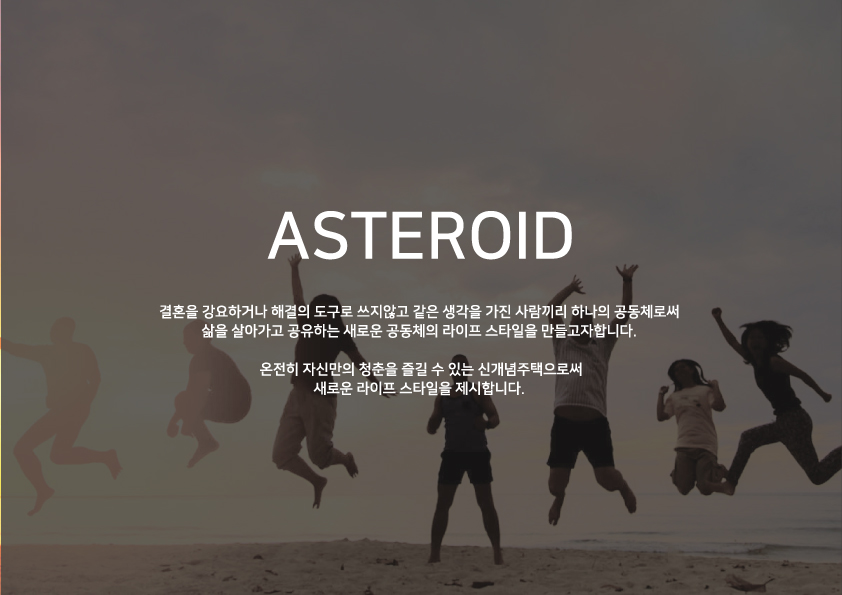 ASTEROID
결혼을 강요하거나 해결의 도구로 쓰지않고 같은 생각을 가진 사람끼리 하나의 공동체로써
삶을 살아가고 공유하는 새로운 공동체의 라이프 스타일을 만들고자합니다.
온전히 자신만의 청춘을 즐길 수 있는 신개념주택으로써
새로운 라이프 스타일을 제시합니다.